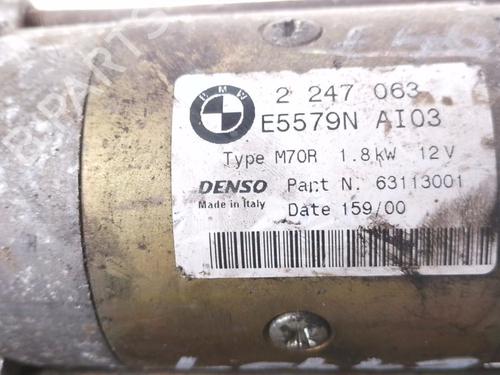 BMW
2 247 063
E5579N AI03
Type M70R 1.8kW 12V
DENSO Part N. 63113001
Made in Italy Date 159/00